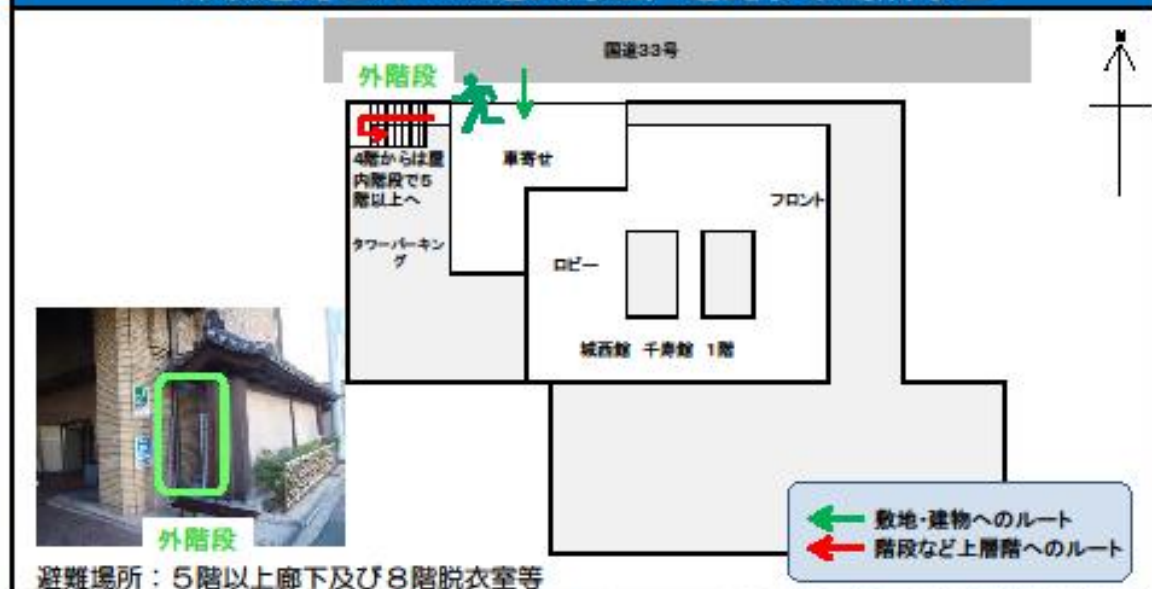 国道33号
N
外階段
4階からは屋
内階段で5
階以上へ
車寄せ
フロント
タワーパーキン
グ
ロビー
城西館 千寿館 1階
外階段
敷地・建物へのルート
階段など上層階へのルート
避難場所：5階以上廊下及び8階脱衣室等